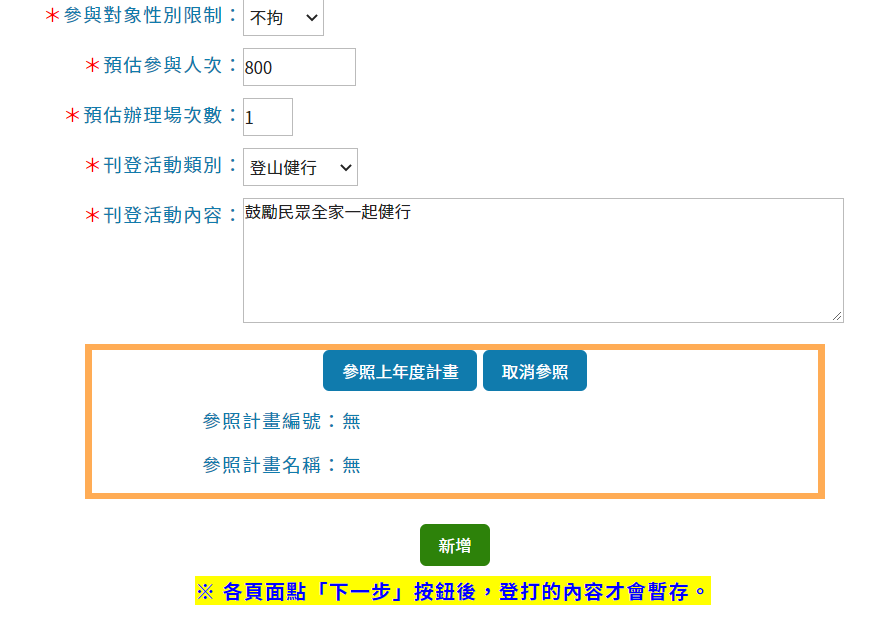 ＊參與對象性別限制： 不拘
＊預估參與人次： 800
＊預估辦理場次數： 1
＊刊登活動類別： 登山健行
＊刊登活動內容： 鼓勵民眾全家一起健行
參照上年度計畫 取消參照
參照計畫編號：無
參照計畫名稱：無
新增
※ 各頁面點「下一步」按鈕後，登打的內容才會暫存。